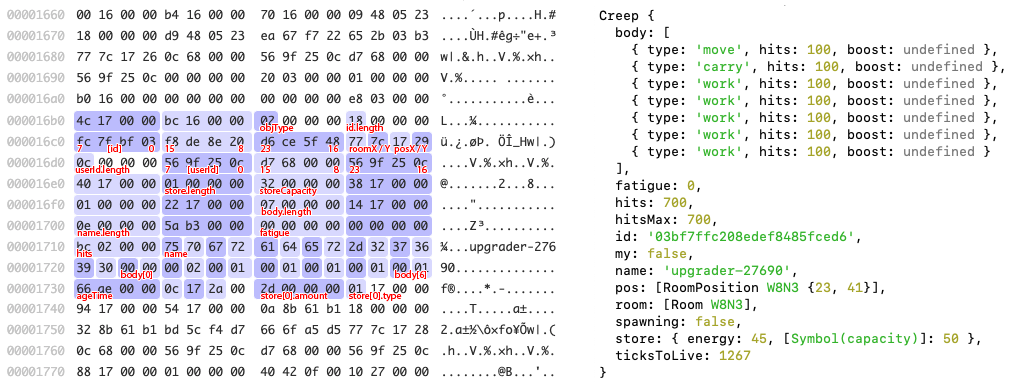 00001660 00 16 00 00 b4 16 00 00 70 16 00 00 09 48 05 23 ....´...p....H.#
00001670 18 00 00 00 d9 48 05 23 ea 67 f7 22 65 2b 03 b3 ....ÙH.#êg÷"e+.³
00001680 77 7c 17 26 0c 68 00 00 56 9f 25 0c d7 68 00 00 w|.&.h..V.%.×h..
00001690 56 9f 25 0c 00 00 00 00 20 03 00 00 01 00 00 00 V.%..... .......
000016a0 b0 16 00 00 00 00 00 00 00 00 00 00 e8 03 00 00 °...........è...
000016b0 4c 17 00 00 bc 16 00 00 02 00 00 00 18 00 00 00 L...¼...........
objType id.length
000016c0 fc 7f bf 03 f8 de 8e 20 d6 ce 5f 48 77 7c 17 29 ü.¿.øÞ. ÖÎ_Hw|.)
7 [id] 0 15 23 16 roomX / Y posX / Y
000016d0 0c 00 00 00 56 9f 25 0c d7 68 00 00 56 9f 25 0c ....V.%.×h..V.%.
userId.length 7 [userId] 0 15 8 23 16
000016e0 40 17 00 00 01 00 00 00 32 00 00 00 38 17 00 00 @.......2...8...
store.length storeCapacity
000016f0 01 00 00 00 22 17 00 00 07 00 00 00 14 17 00 00 ...."...........
body.length
00001700 0e 00 00 00 5a b3 00 00 00 00 00 00 00 00 00 00 ....Z³..........
name.length fatigue
00001710 bc 02 00 00 75 70 67 72 61 64 65 72 2d 32 37 36 ¼...upgrader-276
hits name
00001720 39 30 00 00 00 00 02 00 01 00 01 00 01 00 01 00 01 90..............
body[0] body[6]
00001730 66 ae 00 00 0c 17 2a 00 2d 00 00 00 01 17 00 00 f®....*.-.......
ageTime store[0].amount store[0].type
00001740 94 17 00 00 54 17 00 00 0a 8b 61 b1 18 00 00 00 ....T.....a±....
00001750 32 8b 61 b1 bd 5c f4 d7 66 6f a5 d5 77 7c 17 28 2.a±½\ô×fo¥Õw|.(
00001760 0c 68 00 00 56 9f 25 0c d7 68 00 00 56 9f 25 0c .h..V.%.×h..V.%.
00001770 88 17 00 00 01 00 00 00 40 42 0f 00 10 27 00 00 ........@B...'..
Creep {
body: [
{ type: 'move', hits: 100, boost: undefined },
{ type: 'carry', hits: 100, boost: undefined },
{ type: 'work', hits: 100, boost: undefined },
{ type: 'work', hits: 100, boost: undefined },
{ type: 'work', hits: 100, boost: undefined },
{ type: 'work', hits: 100, boost: undefined },
{ type: 'work', hits: 100, boost: undefined }
],
fatigue: 0,
hits: 700,
hitsMax: 700,
id: '03bf7ffc208edef8485fced6',
my: false,
name: 'upgrader-27690',
pos: [RoomPosition W8N3 {23, 41}],
room: [Room W8N3],
spawning: false,
store: { energy: 45, [Symbol(capacity)]: 50 },
ticksToLive: 1267
}